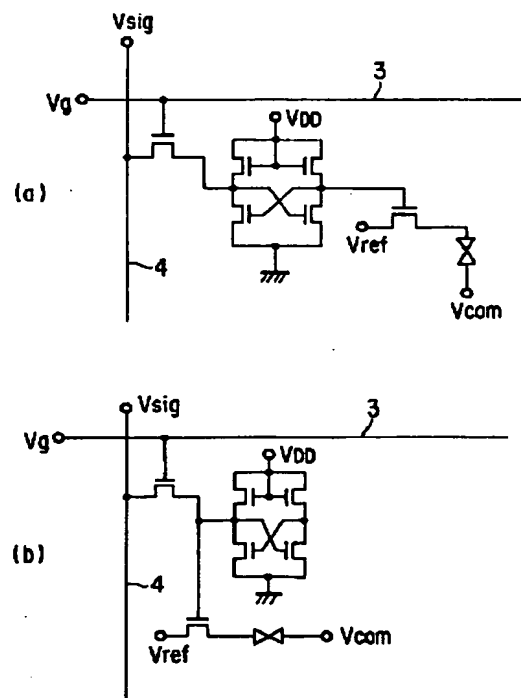 Vsig
Vg
3
VDD
(a)
Vref
4
Vcom
Vsig
3
Vg
VDD
(b)
4
Vref
Vcom